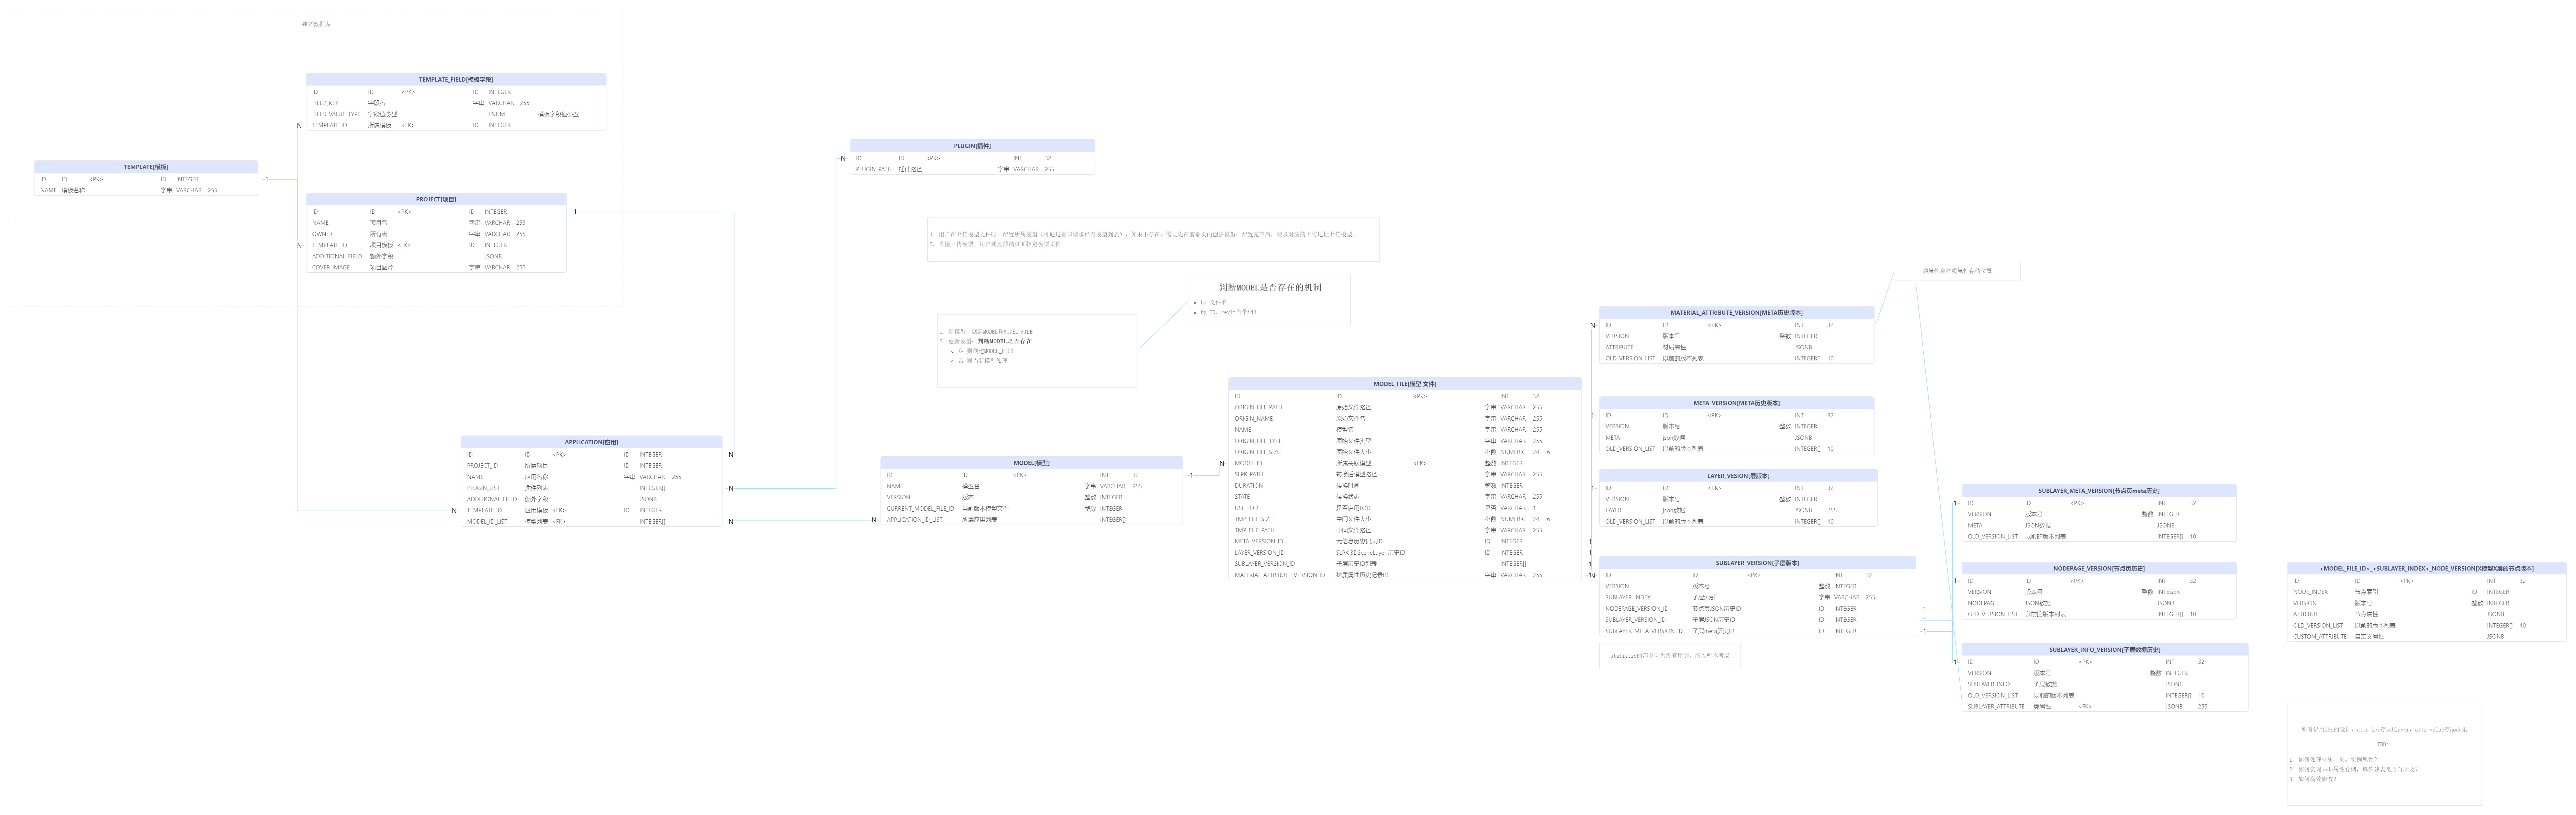 独立数据库
TEMPLATE_FIELD[模板字段]
ID ID <PK> ID INTEGER
FIELD_KEY 字段名 字串 VARCHAR 255
FIELD_VALUE_TYPE 字段值类型 ENUM 模板字段值类型
TEMPLATE_ID 所属模板 <FK> ID INTEGER
N
TEMPLATE[模板]
ID ID <PK> ID INTEGER
NAME 模板名称 字串 VARCHAR 255
1
PROJECT[项目]
ID ID <PK> ID INTEGER
NAME 项目名 字串 VARCHAR 255
OWNER 所有者 字串 VARCHAR 255
TEMPLATE_ID 项目模板 <FK> ID INTEGER
ADDITIONAL_FIELD 额外字段 JSONB
COVER_IMAGE 项目图片 字串 VARCHAR 255
1
N
PLUGIN[插件]
ID ID <PK> INT 32
PLUGIN_PATH 插件路径 字串 VARCHAR 255
N
1. 用户在上传模型文件时，配置所属模型（可通过接口请求已有模型列表），如果不存在，需要先在前端页面创建模型；配置完毕后，请求对应的上传地址上传模型。
2. 直接上传模型，用户通过前端页面指定模型文件。
判断MODEL是否存在的机制
by 文件名
by ID，revit自带id？
1. 新模型，创建MODEL和MODEL_FILE
2. 更新模型，判断MODEL是否存在
是 则创建MODEL_FILE
否 则当新模型处理
APPLICATION[应用]
ID ID <PK> ID INTEGER
PROJECT_ID 所属项目 ID INTEGER
NAME 应用名称 字串 VARCHAR 255
PLUGIN_LIST 插件列表 INTEGER[]
ADDITIONAL_FIELD 额外字段 JSONB
TEMPLATE_ID 应用模板 <FK> ID INTEGER
MODEL_ID_LIST 模型列表 <FK> INTEGER[]
N
N
N
N
MODEL[模型]
ID ID <PK> INT 32
NAME 模型名 字串 VARCHAR 255
VERSION 版本 整数 INTEGER
CURRENT_MODEL_FILE_ID 当前版本模型文件 整数 INTEGER
APPLICATION_ID_LIST 所属应用列表 INTEGER[]
N
1
N
MODEL_FILE[模型 文件]
ID ID <PK> INT 32
ORIGIN_FILE_PATH 原始文件路径 字串 VARCHAR 255
ORIGIN_NAME 原始文件名 字串 VARCHAR 255
NAME 模型名 字串 VARCHAR 255
ORIGIN_FILE_TYPE 原始文件类型 字串 VARCHAR 255
ORIGIN_FILE_SIZE 原始文件大小 小数 NUMERIC 24 6
MODEL_ID 所属关联模型 <FK> 整数 INTEGER
SLPK_PATH 转换后模型路径 字串 VARCHAR 255
DURATION 转换时间 整数 INTEGER
STATE 转换状态 字串 VARCHAR 255
USE_LOD 是否启用LOD 是否 VARCHAR 1
TMP_FILE_SIZE 中间文件大小 小数 NUMERIC 24 6
TMP_FILE_PATH 中间文件路径 字串 VARCHAR 255
META_VERSION_ID 元信息历史记录ID ID INTEGER
LAYER_VERSION_ID SLPK 3DSceneLayer 历史ID ID INTEGER
SUBLAYER_VERSION_ID 子层历史ID列表 INTEGER[]
MATERIAL_ATTRIBUTE_VERSION_ID 材质属性历史记录ID 字串 VARCHAR 255
1
1
1
1
类属性和材质属性存储位置
MATERIAL_ATTRIBUTE_VERSION[META历史版本]
ID ID <PK> INT 32
VERSION 版本号 整数 INTEGER
ATTRIBUTE 材质属性 JSONB
OLD_VERSION_LIST 以前的版本列表 INTEGER[] 10
N
META_VERSION[META历史版本]
ID ID <PK> INT 32
VERSION 版本号 整数 INTEGER
META Json数据 JSONB
OLD_VERSION_LIST 以前的版本列表 INTEGER[] 10
1
LAYER_VESION[层版本]
ID ID <PK> INT 32
VERSION 版本号 整数 INTEGER
LAYER Json数据 JSONB 255
OLD_VERSION_LIST 以前的版本列表 INTEGER[] 10
1
SUBLAYER_VERSION[子层版本]
ID ID <PK> INT 32
VERSION 版本号 整数 INTEGER
SUBLAYER_INDEX 子层索引 字串 VARCHAR 255
NODEPAGE_VERSION_ID 节点页JSON历史ID ID INTEGER
SUBLAYER_VERSION_ID 子层JSON历史ID ID INTEGER
SUBLAYER_META_VERSION_ID 子层meta历史ID ID INTEGER
N
1
1
1
statistic的部分因为没有用到，所以暂不考虑
SUBLAYER_META_VERSION[节点页meta历史]
ID ID <PK> INT 32
VERSION 版本号 整数 INTEGER
META JSON数据 JSONB
OLD_VERSION_LIST 以前的版本列表 INTEGER[] 10
1
NODEPAGE_VERSION[节点页历史]
ID ID <PK> INT 32
VERSION 版本号 整数 INTEGER
NODEPAGE JSON数据 JSONB
OLD_VERSION_LIST 以前的版本列表 INTEGER[] 10
1
SUBLAYER_INFO_VERSION[子层数据历史]
ID ID <PK> INT 32
VERSION 版本号 整数 INTEGER
SUBLAYER_INFO 子层数据 JSONB
OLD_VERSION_LIST 以前的版本列表 INTEGER[] 10
SUBLAYER_ATTRIBUTE 类属性 <FK> JSONB 255
1
<MODEL_FILE_ID>_<SUBLAYER_INDEX>_NODE_VERSION[X模型X层的节点版本]
ID ID <PK> INT 32
NODE_INDEX 节点索引 ID INTEGER
VERSION 版本号 整数 INTEGER
ATTRIBUTE 节点属性 JSONB
OLD_VERSION_LIST 以前的版本列表 INTEGER[] 10
CUSTOM_ATTRIBUTE 自定义属性 JSONB
暂时沿用i3s的设计，attr key在sublayer，attr value在node里
TBD:
1. 如何处理材质，类，实例属性？
2. 如何实现node属性存储，单独建表是否有必要？
3. 如何高效修改？